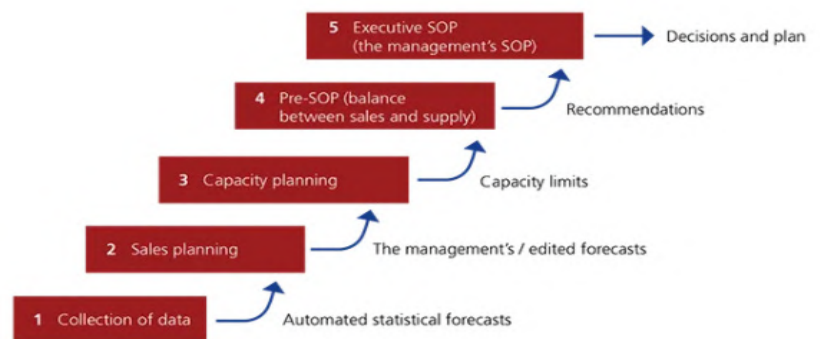 5 Executive SOP
(the management's SOP)
Decisions and plan
4 Pre-SOP (balance
between sales and supply)
Recommendations
3 Capacity planning
Capacity limits
2 Sales planning
The management's / edited forecasts
1 Collection of data
Automated statistical forecasts